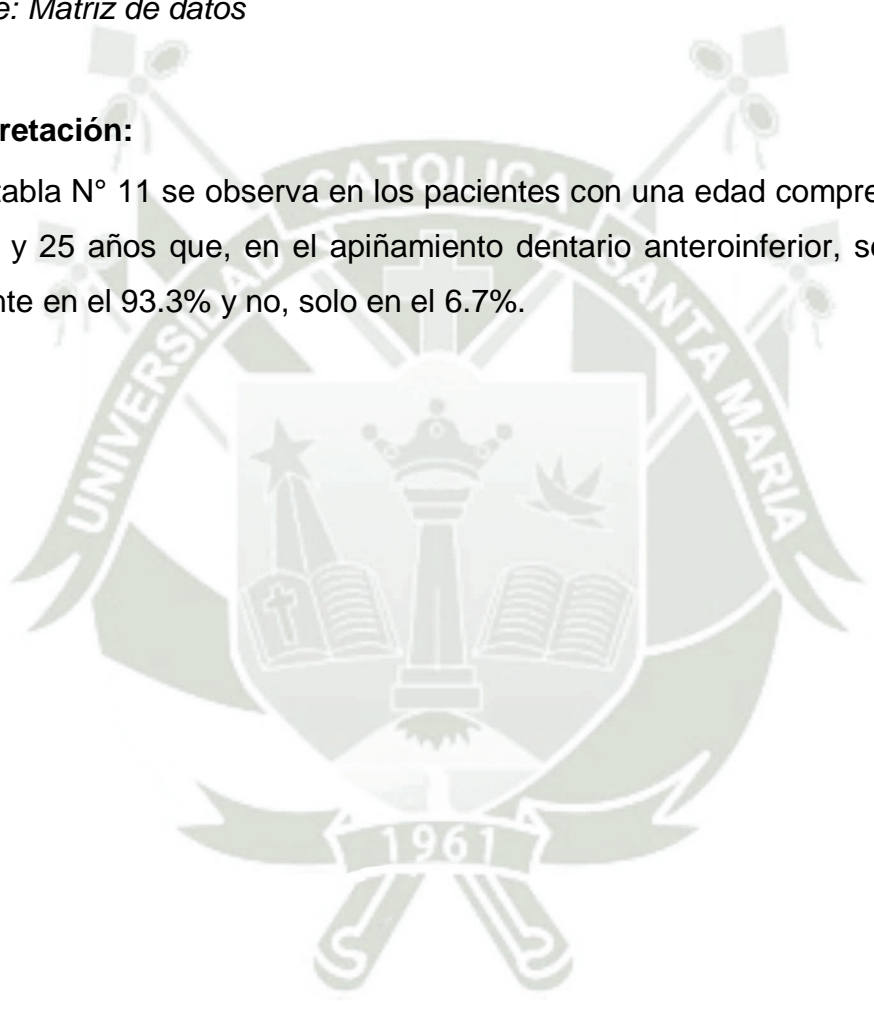 e: Matriz de datos
retación:
tabla N° 11 se observa en los pacientes con una edad compre
y 25 años que, en el apiñamiento dentario anteroinferior, s
nte en el 93.3% y no, solo en el 6.7%.
UNIVERSIDAD CATOLICA SANTA MARIA
1961